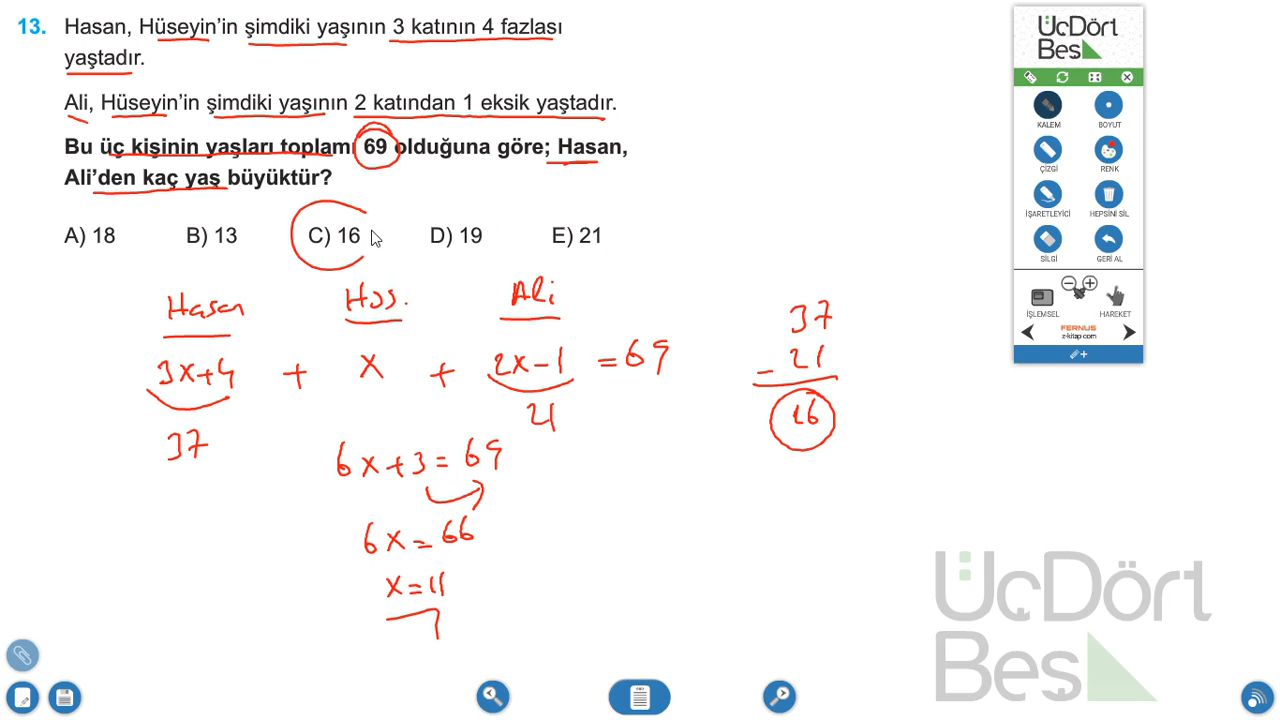 13. Hasan, Hüseyin'in şimdiki yaşının 3 katının 4 fazlası
yaştadır.
Ali, Hüseyin'in şimdiki yaşının 2 katından 1 eksik yaştadır.
Bu üç kişinin yaşları toplamı 69 olduğuna göre; Hasan,
Ali'den kaç yaş büyüktür?
A) 18 B) 13 C) 16 D) 19 E) 21
Hasan Hüs. Ali
3x+4 + x + 2x-1 = 69
37 21
6x+3 = 69
6x = 66
x = 11
37
- 21
16
ÜçDört
Beş
KALEM BOYUT
ÇİZGİ RENK
İŞARETLEYİCİ HEPSİNİ SİL
SİLGİ GERİ AL
İŞLEMSEL HAREKET
FERNUS
z-kitap.com
ÜçDört
Beş